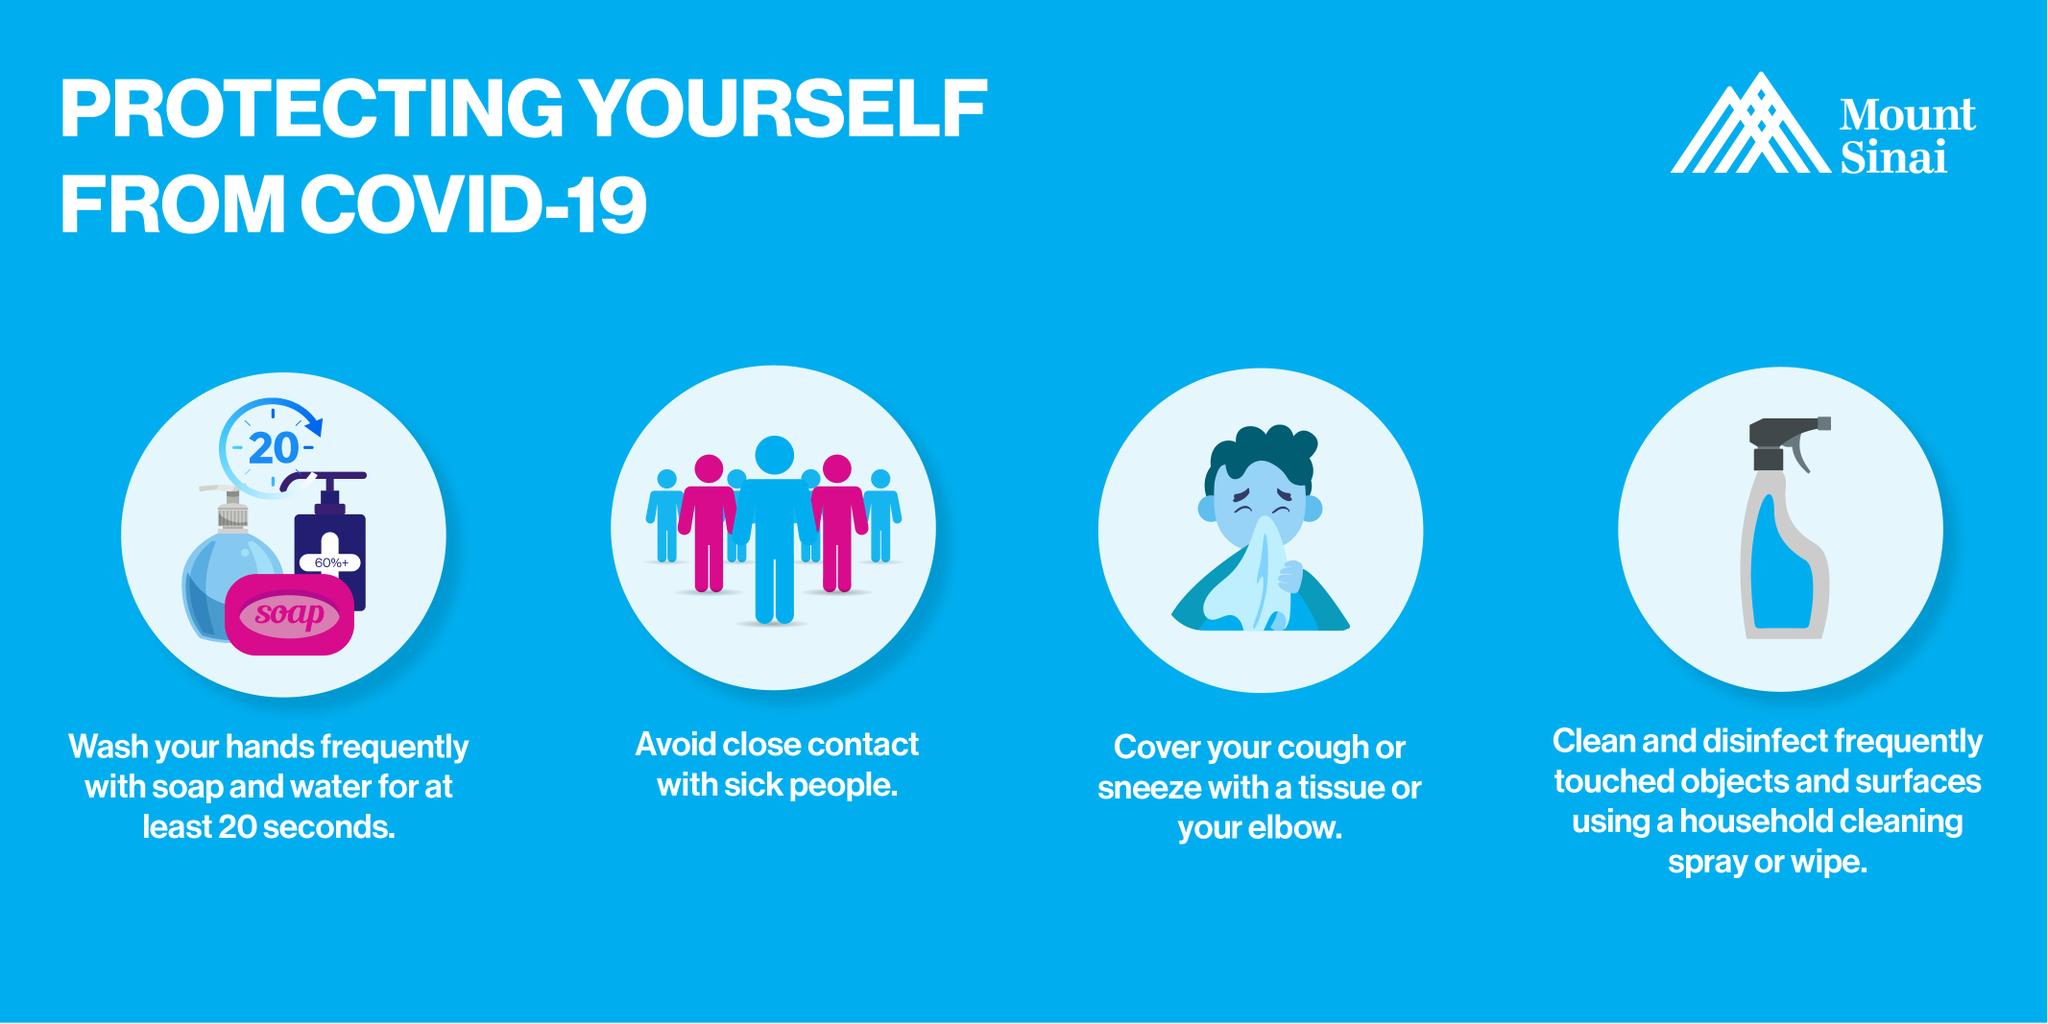 PROTECTING YOURSELF
FROM COVID-19
Mount
Sinai
20
60%+
soap
Wash your hands frequently
with soap and water for at
least 20 seconds.
Avoid close contact
with sick people.
Cover your cough or
sneeze with a tissue or
your elbow.
Clean and disinfect frequently
touched objects and surfaces
using a household cleaning
spray or wipe.